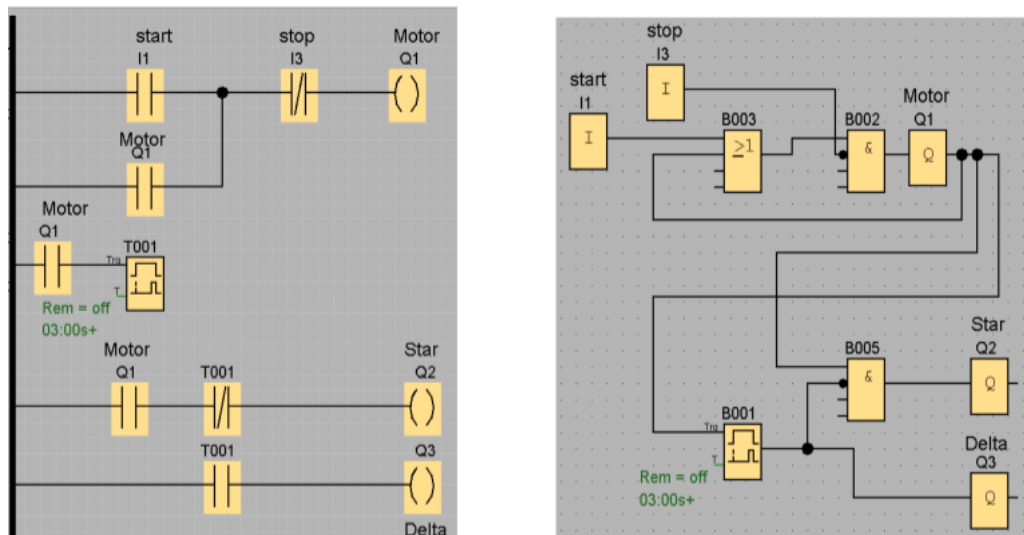 start
I1
stop
I3
Motor
Q1
Motor
Q1
Motor
Q1
T001
Trg
T
Rem = off
03:00s+
Motor
Q1
T001
Star
Q2
T001
Q3
Delta
stop
I3
I
start
I1
I
B003
>1
B002
&
Motor
Q1
Q
B005
&
Star
Q2
Q
B001
Trg
T
Rem = off
03:00s+
Delta
Q3
Q